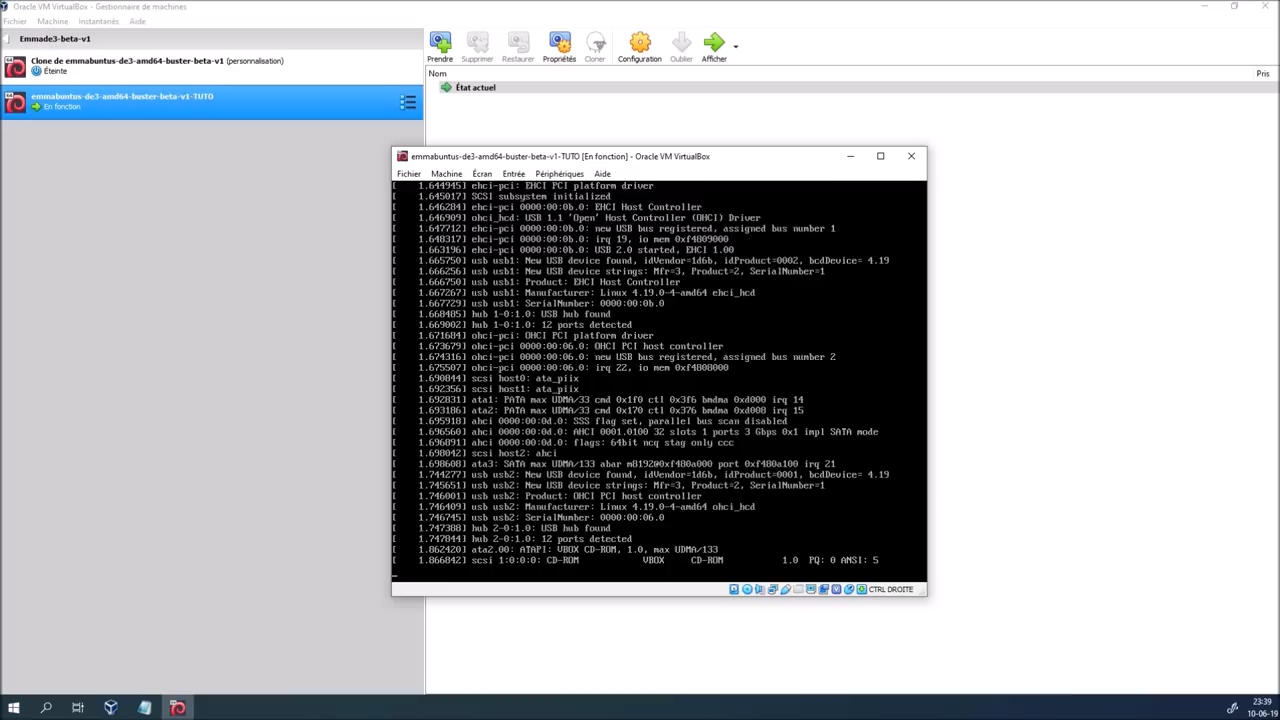 Oracle VM VirtualBox - Gestionnaire de machines
Fichier Machine Instantanés Aide
Emmade3-beta-v1
Clone de emmabuntus-de3-amd64-buster-beta-v1 (personnalisation)
Éteinte
emmabuntus-de3-amd64-buster-beta-v1-TUTO
En fonction
Prendre Supprimer Restaurer Propriétés Cloner Configuration Oublier Afficher
Nom Pris
État actuel
emmabuntus-de3-amd64-buster-beta-v1-TUTO [En fonction] - Oracle VM VirtualBox
Fichier Machine Écran Entrée Périphériques Aide
[    1.644945] ehci-pci: EHCI PCI platform driver
[    1.645017] SCSI subsystem initialized
[    1.646284] ehci-pci 0000:00:0b.0: EHCI Host Controller
[    1.646909] ohci_hcd: USB 1.1 'Open' Host Controller (OHCI) Driver
[    1.647712] ehci-pci 0000:00:0b.0: new USB bus registered, assigned bus number 1
[    1.648317] ehci-pci 0000:00:0b.0: irq 19, io mem 0xf4809000
[    1.663196] ehci-pci 0000:00:0b.0: USB 2.0 started, EHCI 1.00
[    1.665750] usb usb1: New USB device found, idVendor=1d6b, idProduct=0002, bcdDevice= 4.19
[    1.666256] usb usb1: New USB device strings: Mfr=3, Product=2, SerialNumber=1
[    1.666750] usb usb1: Product: EHCI Host Controller
[    1.667267] usb usb1: Manufacturer: Linux 4.19.0-4-amd64 ehci_hcd
[    1.667729] usb usb1: SerialNumber: 0000:00:0b.0
[    1.668485] hub 1-0:1.0: USB hub found
[    1.669002] hub 1-0:1.0: 12 ports detected
[    1.671684] ohci-pci: OHCI PCI platform driver
[    1.673679] ohci-pci 0000:00:06.0: OHCI PCI host controller
[    1.674316] ohci-pci 0000:00:06.0: new USB bus registered, assigned bus number 2
[    1.675507] ohci-pci 0000:00:06.0: irq 22, io mem 0xf4808000
[    1.690844] scsi host0: ata_piix
[    1.692356] scsi host1: ata_piix
[    1.692831] ata1: PATA max UDMA/33 cmd 0x1f0 ctl 0x3f6 bmdma 0xd000 irq 14
[    1.693186] ata2: PATA max UDMA/33 cmd 0x170 ctl 0x376 bmdma 0xd008 irq 15
[    1.695918] ahci 0000:00:0d.0: SSS flag set, parallel bus scan disabled
[    1.696560] ahci 0000:00:0d.0: AHCI 0001.0100 32 slots 1 ports 3 Gbps 0x1 impl SATA mode
[    1.696891] ahci 0000:00:0d.0: flags: 64bit ncq stag only ccc
[    1.698042] scsi host2: ahci
[    1.698608] ata3: SATA max UDMA/133 abar m8192@0xf480a000 port 0xf480a100 irq 21
[    1.744277] usb usb2: New USB device found, idVendor=1d6b, idProduct=0001, bcdDevice= 4.19
[    1.745651] usb usb2: New USB device strings: Mfr=3, Product=2, SerialNumber=1
[    1.746001] usb usb2: Product: OHCI PCI host controller
[    1.746409] usb usb2: Manufacturer: Linux 4.19.0-4-amd64 ohci_hcd
[    1.746745] usb usb2: SerialNumber: 0000:00:06.0
[    1.747388] hub 2-0:1.0: USB hub found
[    1.747844] hub 2-0:1.0: 12 ports detected
[    1.862420] ata2.00: ATAPI: VBOX CD-ROM, 1.0, max UDMA/133
[    1.866842] scsi 1:0:0:0: CD-ROM            VBOX     CD-ROM           1.0  PQ: 0 ANSI: 5
CTRL DROITE
23:39
10-06-19